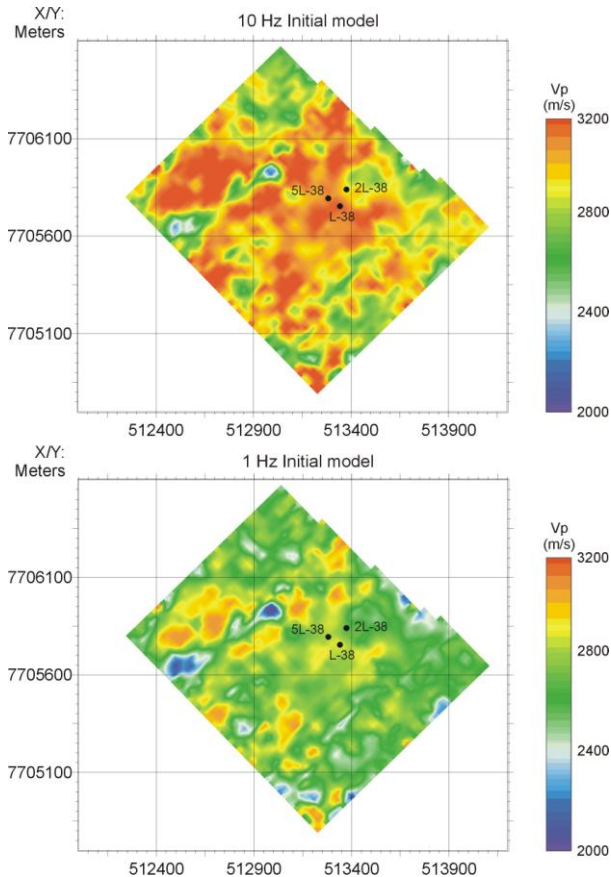 X/Y:
Meters
10 Hz Initial model
Vp
(m/s)
3200
2800
2400
2000
7706100
7705600
7705100
5L-38
2L-38
L-38
512400
512900
513400
513900
X/Y:
Meters
1 Hz Initial model
Vp
(m/s)
3200
2800
2400
2000
7706100
7705600
7705100
5L-38
2L-38
L-38
512400
512900
513400
513900